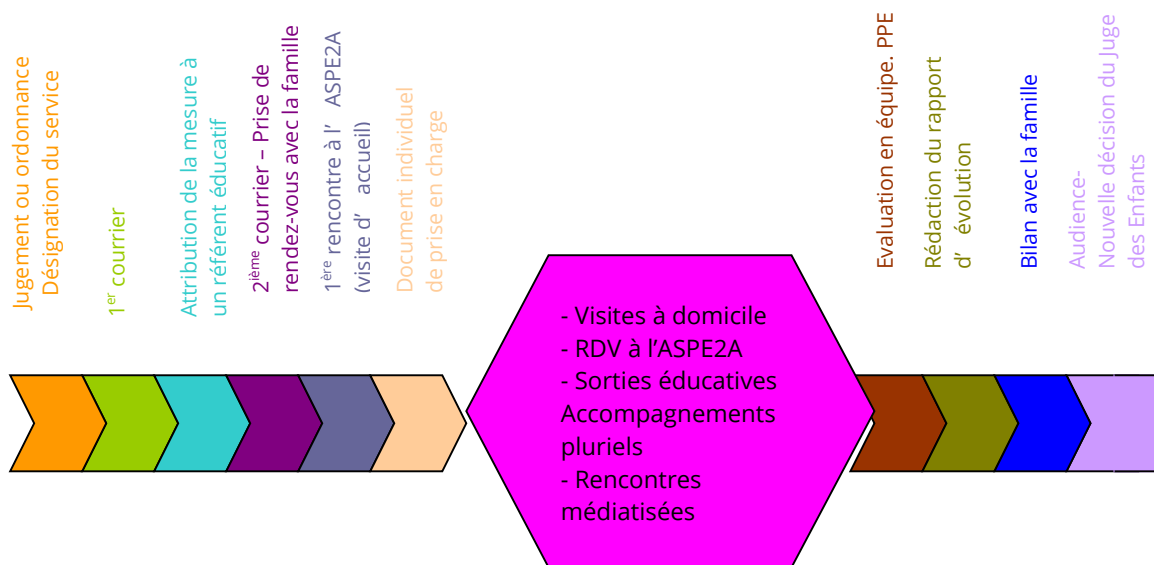 Jugement ou ordonnance
Désignation du service
1er courrier
Attribution de la mesure à
un référent éducatif
2ième courrier – Prise de
rendez-vous avec la famille
1ère rencontre à l’ ASPE2A
(visite d’ accueil)
Document individuel
de prise en charge
- Visites à domicile
- RDV à l’ASPE2A
- Sorties éducatives
Accompagnements
pluriels
- Rencontres
médiatisées
Evaluation en équipe. PPE
Rédaction du rapport
d’ évolution
Bilan avec la famille
Audience-
Nouvelle décision du Juge
des Enfants